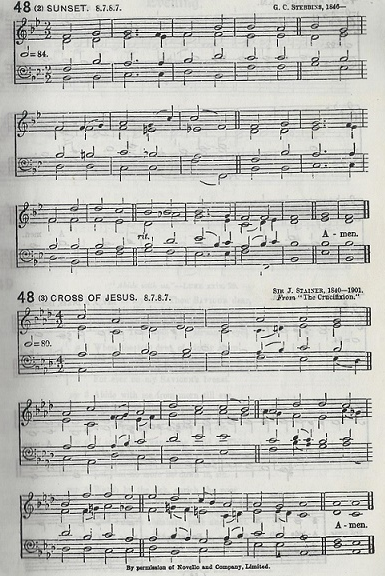 48 (2) SUNSET. 8.7.8.7. G. C. STEBBINS, 1846—
=84.
rit.
A - men.
48 (3) CROSS OF JESUS. 8.7.8.7. SIR J. STAINER, 1840—1901.
From "The Crucifixion."
=80.
A - men.
By permission of Novello and Company, Limited.